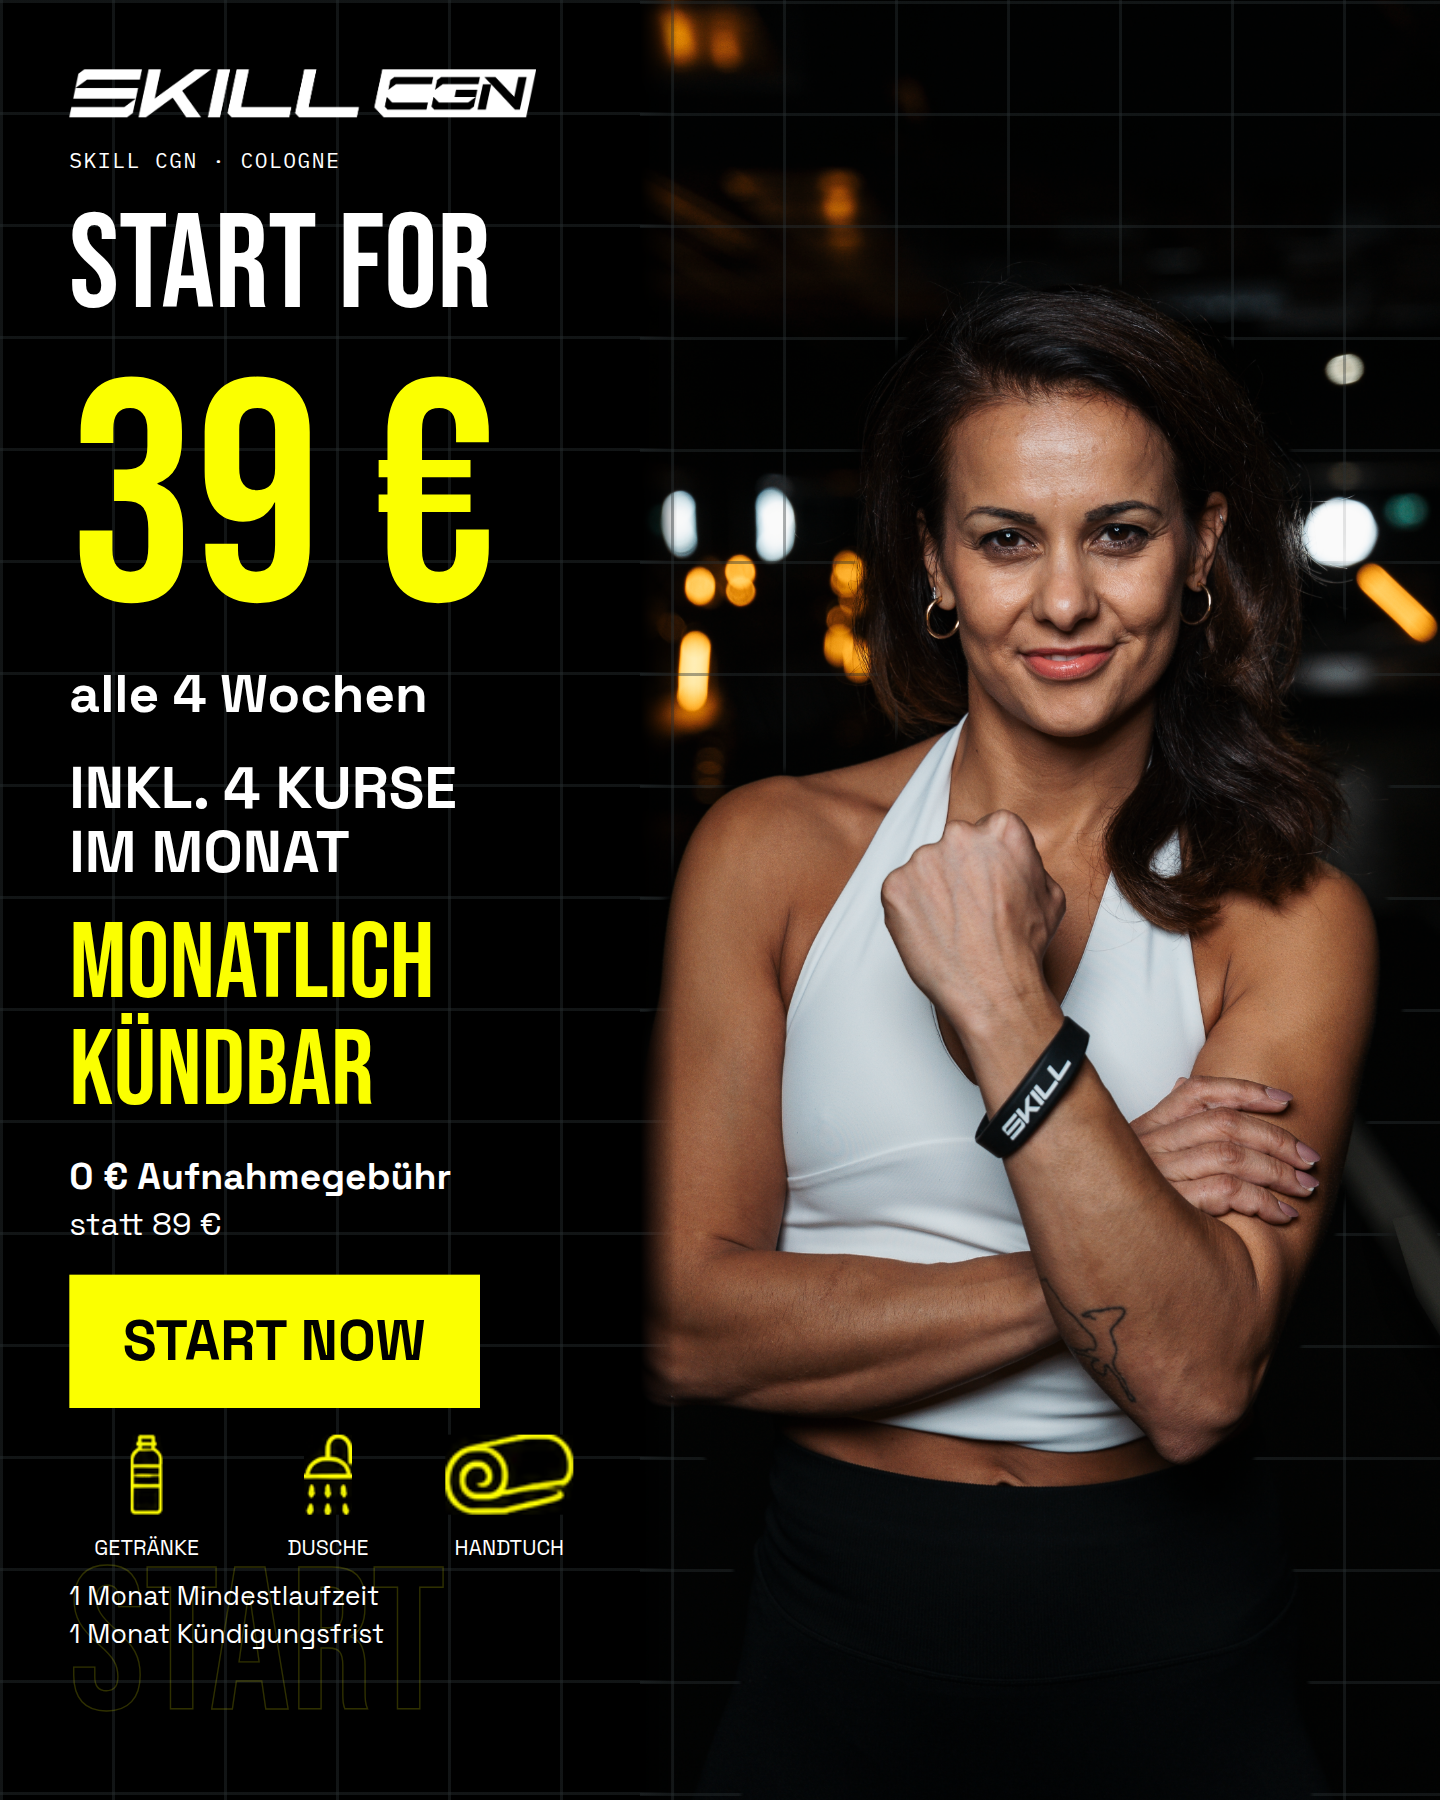 SKILL CGN
SKILL CGN · COLOGNE
START FOR
39 €
alle 4 Wochen
INKL. 4 KURSE
IM MONAT
MONATLICH
KÜNDBAR
0 € Aufnahmegebühr
statt 89 €
START NOW
GETRÄNKE DUSCHE HANDTUCH
1 Monat Mindestlaufzeit
1 Monat Kündigungsfrist
START
SKILL